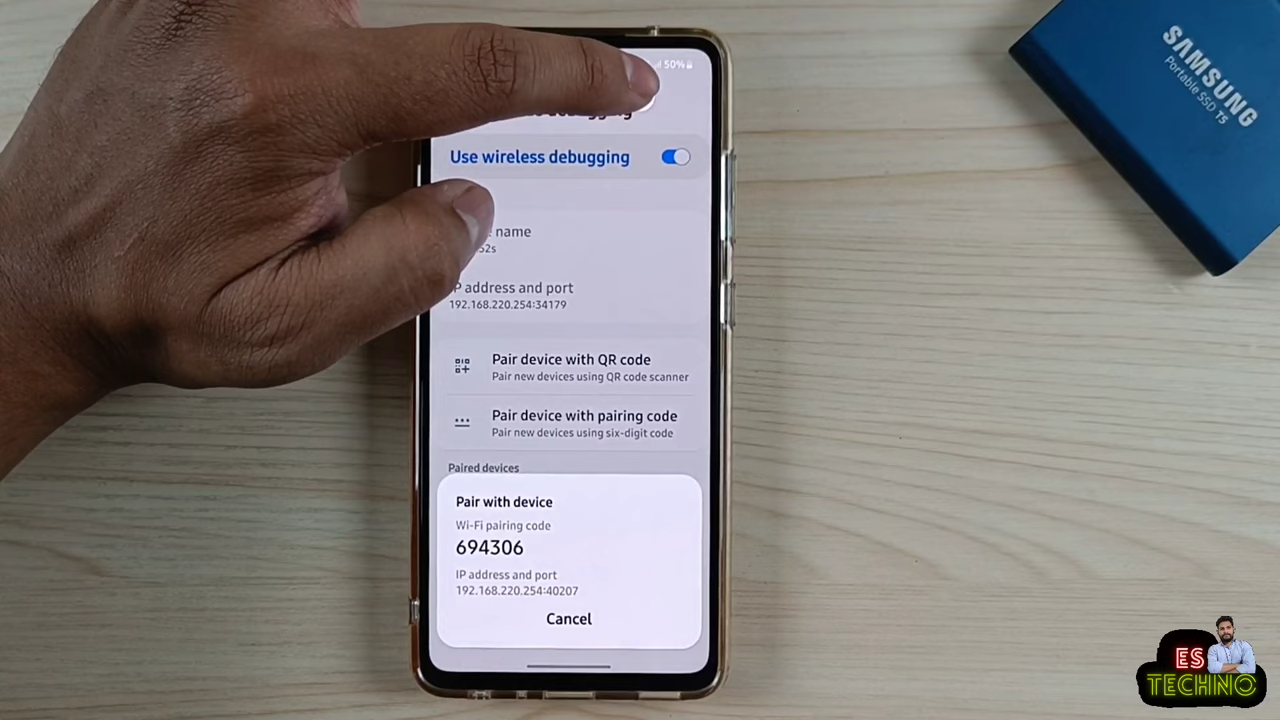 50%
Use wireless debugging
name
52s
IP address and port
192.168.220.254:34179
Pair device with QR code
Pair new devices using QR code scanner
Pair device with pairing code
Pair new devices using six-digit code
Paired devices
Pair with device
Wi-Fi pairing code
694306
IP address and port
192.168.220.254:40207
Cancel
SAMSUNG
Portable SSD T5
ES
TECHNO